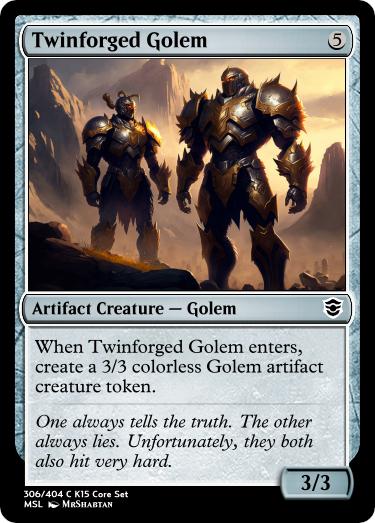 Twinforged Golem 5
Artifact Creature — Golem
When Twinforged Golem enters,
create a 3/3 colorless Golem artifact
creature token.
One always tells the truth. The other
always lies. Unfortunately, they both
also hit very hard.
3/3
306/404 C K15 Core Set
MSL MrShabtan